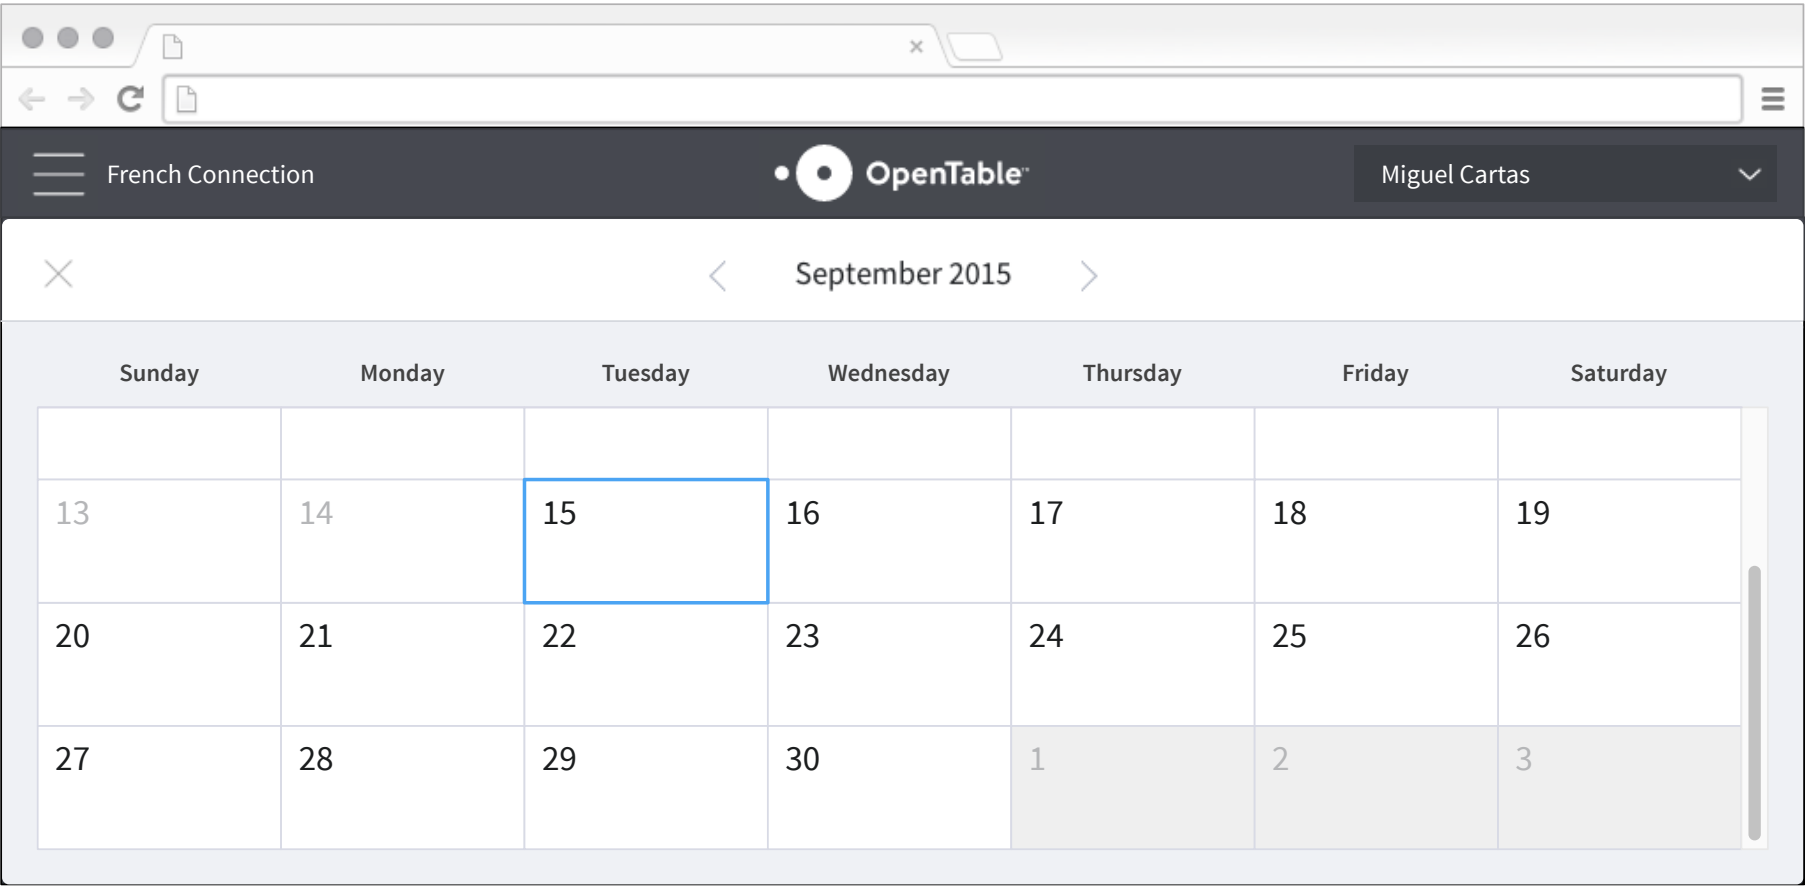 French Connection OpenTable™ Miguel Cartas
September 2015
Sunday Monday Tuesday Wednesday Thursday Friday Saturday
13 14 15 16 17 18 19
20 21 22 23 24 25 26
27 28 29 30 1 2 3